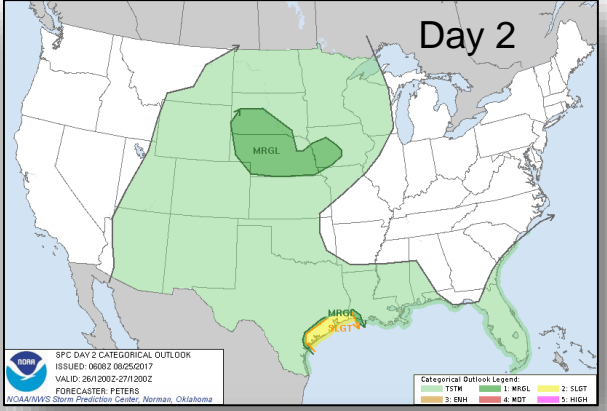 Day 2
MRGL
MRGL
SLGT
NOAA
SPC DAY 2 CATEGORICAL OUTLOOK
ISSUED: 0608Z 08/25/2017
VALID: 26/1200Z-27/1200Z
FORECASTER: PETERS
NOAA/NWS Storm Prediction Center, Norman, Oklahoma
Categorical Outlook Legend:
TSTM 1: MRGL 2: SLGT
3: ENH 4: MDT 5: HIGH